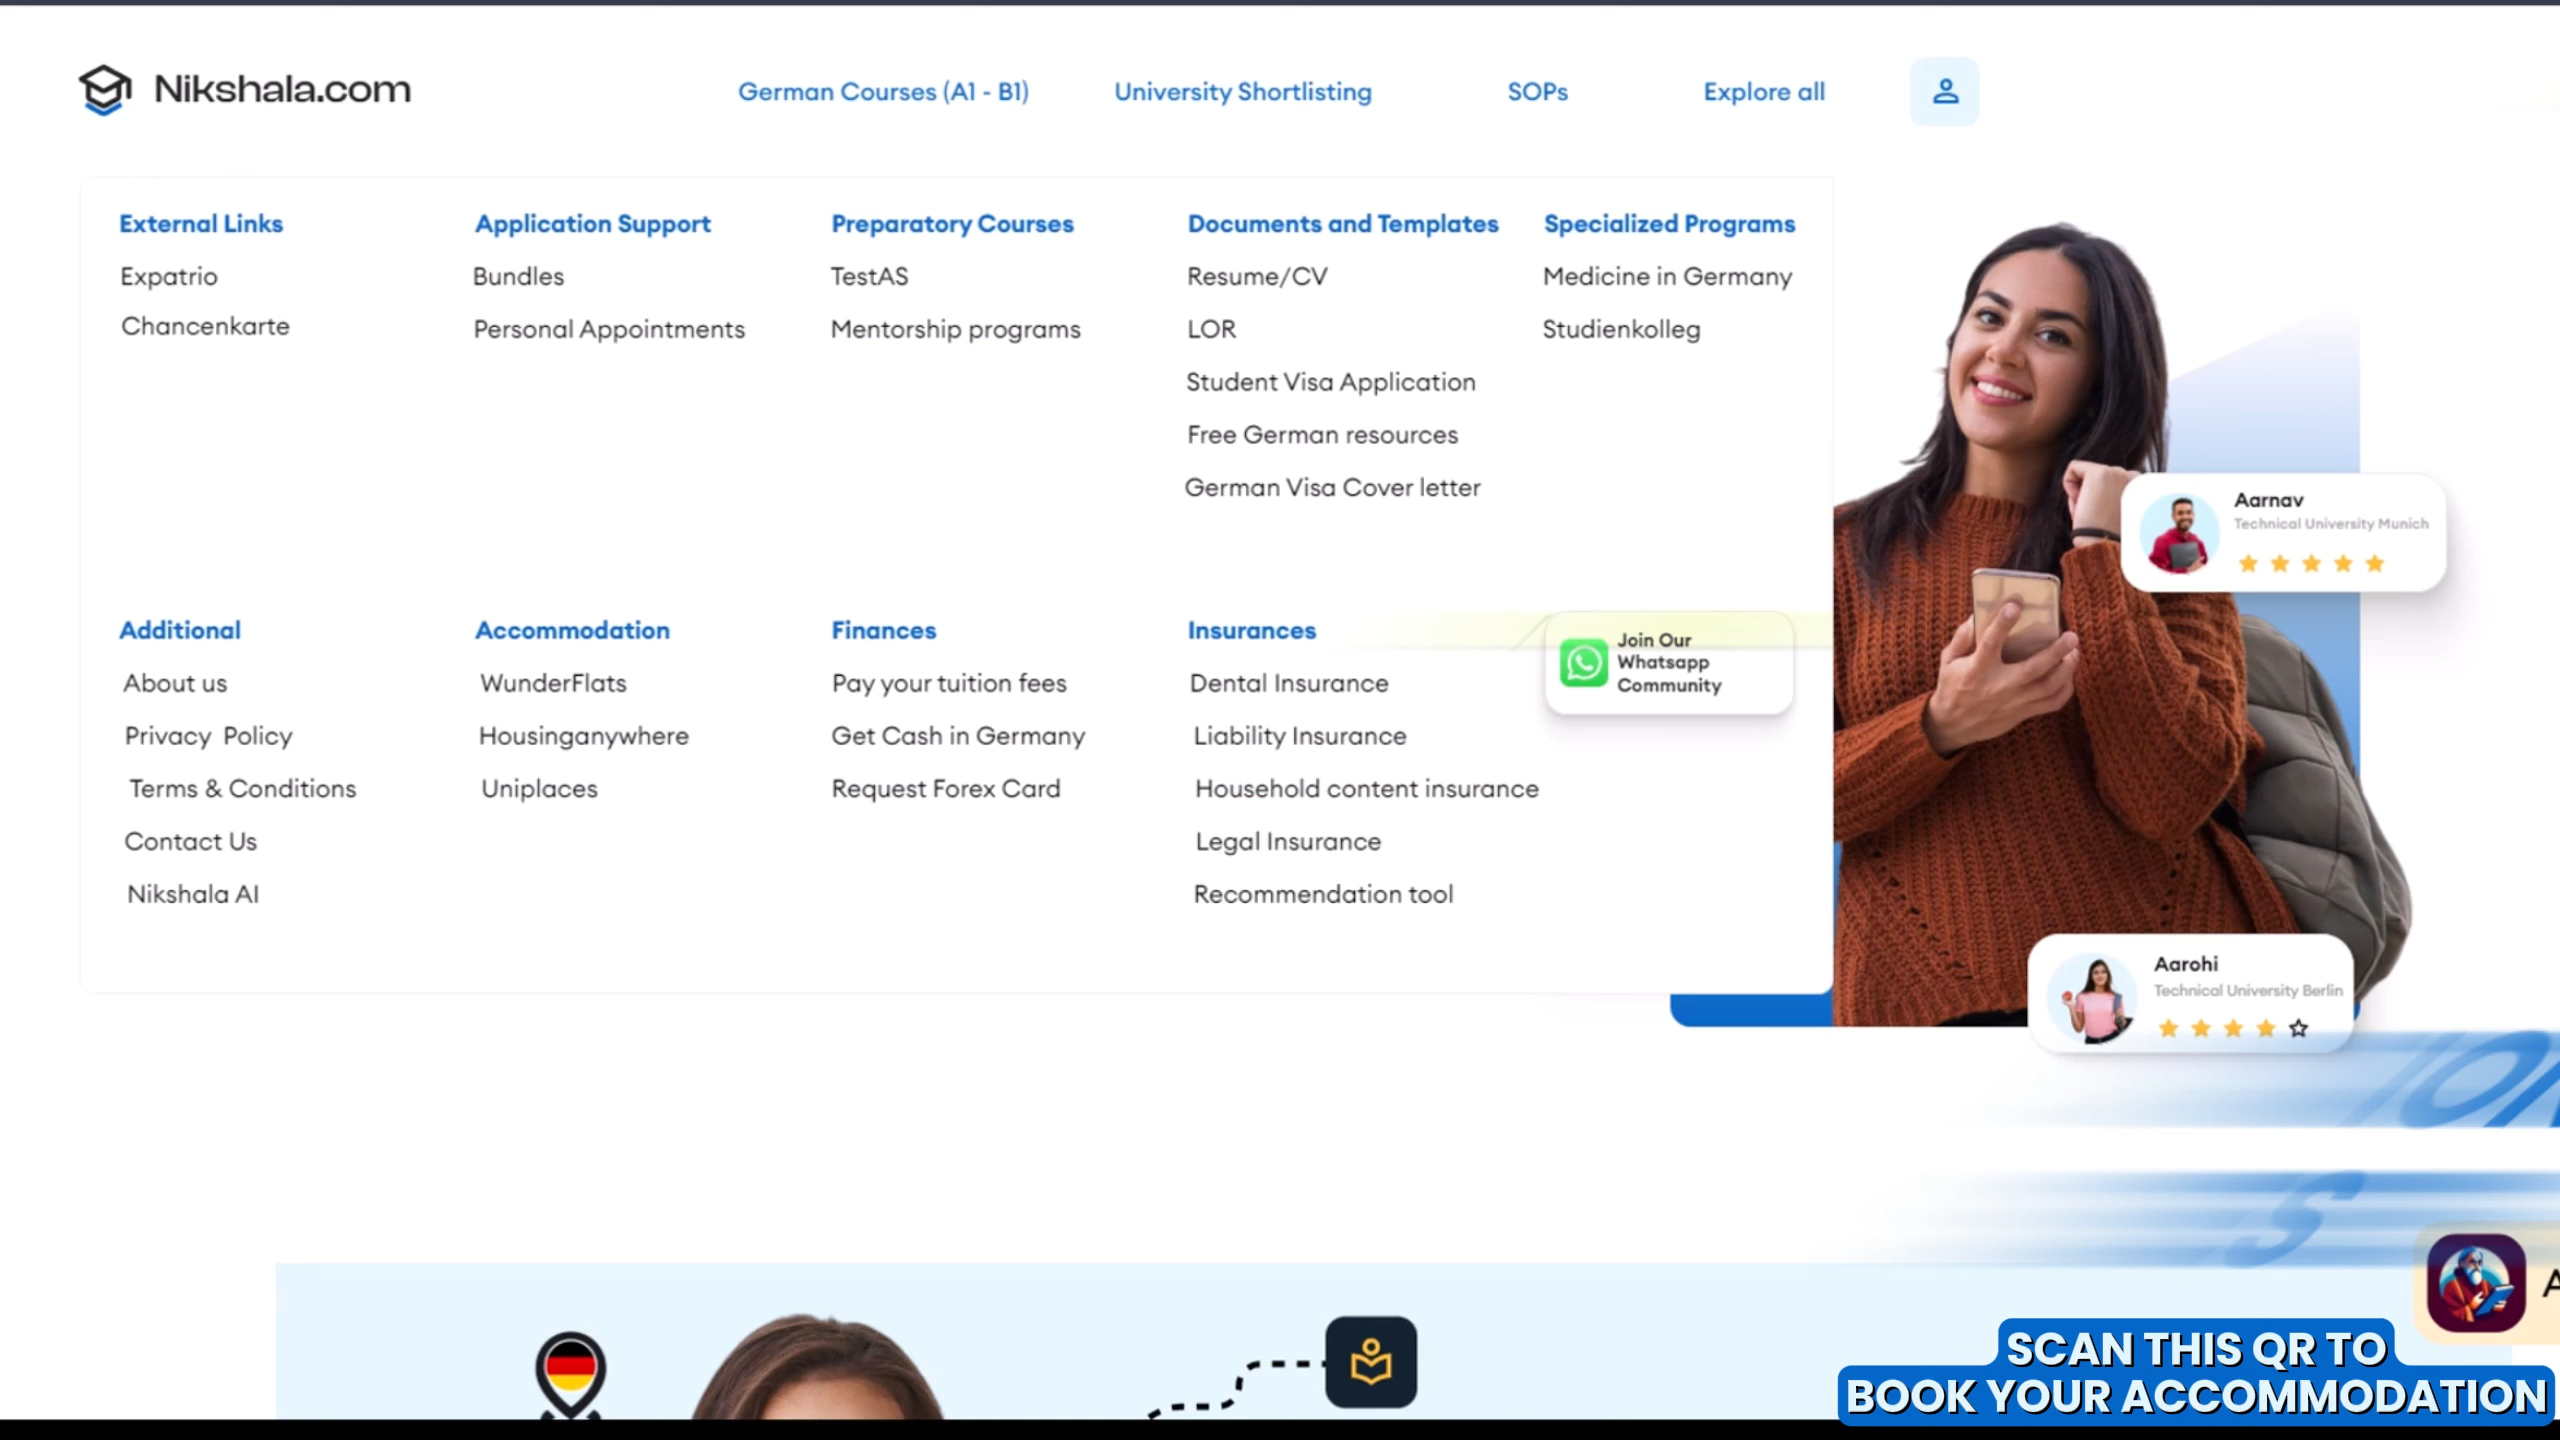 Nikshala.com
German Courses (A1 - B1)
University Shortlisting
SOPs
Explore all
External Links
Expatrio
Chancenkarte
Application Support
Bundles
Personal Appointments
Preparatory Courses
TestAS
Mentorship programs
Documents and Templates
Resume/CV
LOR
Student Visa Application
Free German resources
German Visa Cover letter
Specialized Programs
Medicine in Germany
Studienkolleg
Aarnav
Technical University Munich
Additional
About us
Privacy Policy
Terms & Conditions
Contact Us
Nikshala AI
Accommodation
WunderFlats
Housinganywhere
Uniplaces
Finances
Pay your tuition fees
Get Cash in Germany
Request Forex Card
Insurances
Dental Insurance
Liability Insurance
Household content insurance
Legal Insurance
Recommendation tool
Join Our
Whatsapp
Community
Aarohi
Technical University Berlin
SCAN THIS QR TO
BOOK YOUR ACCOMMODATION